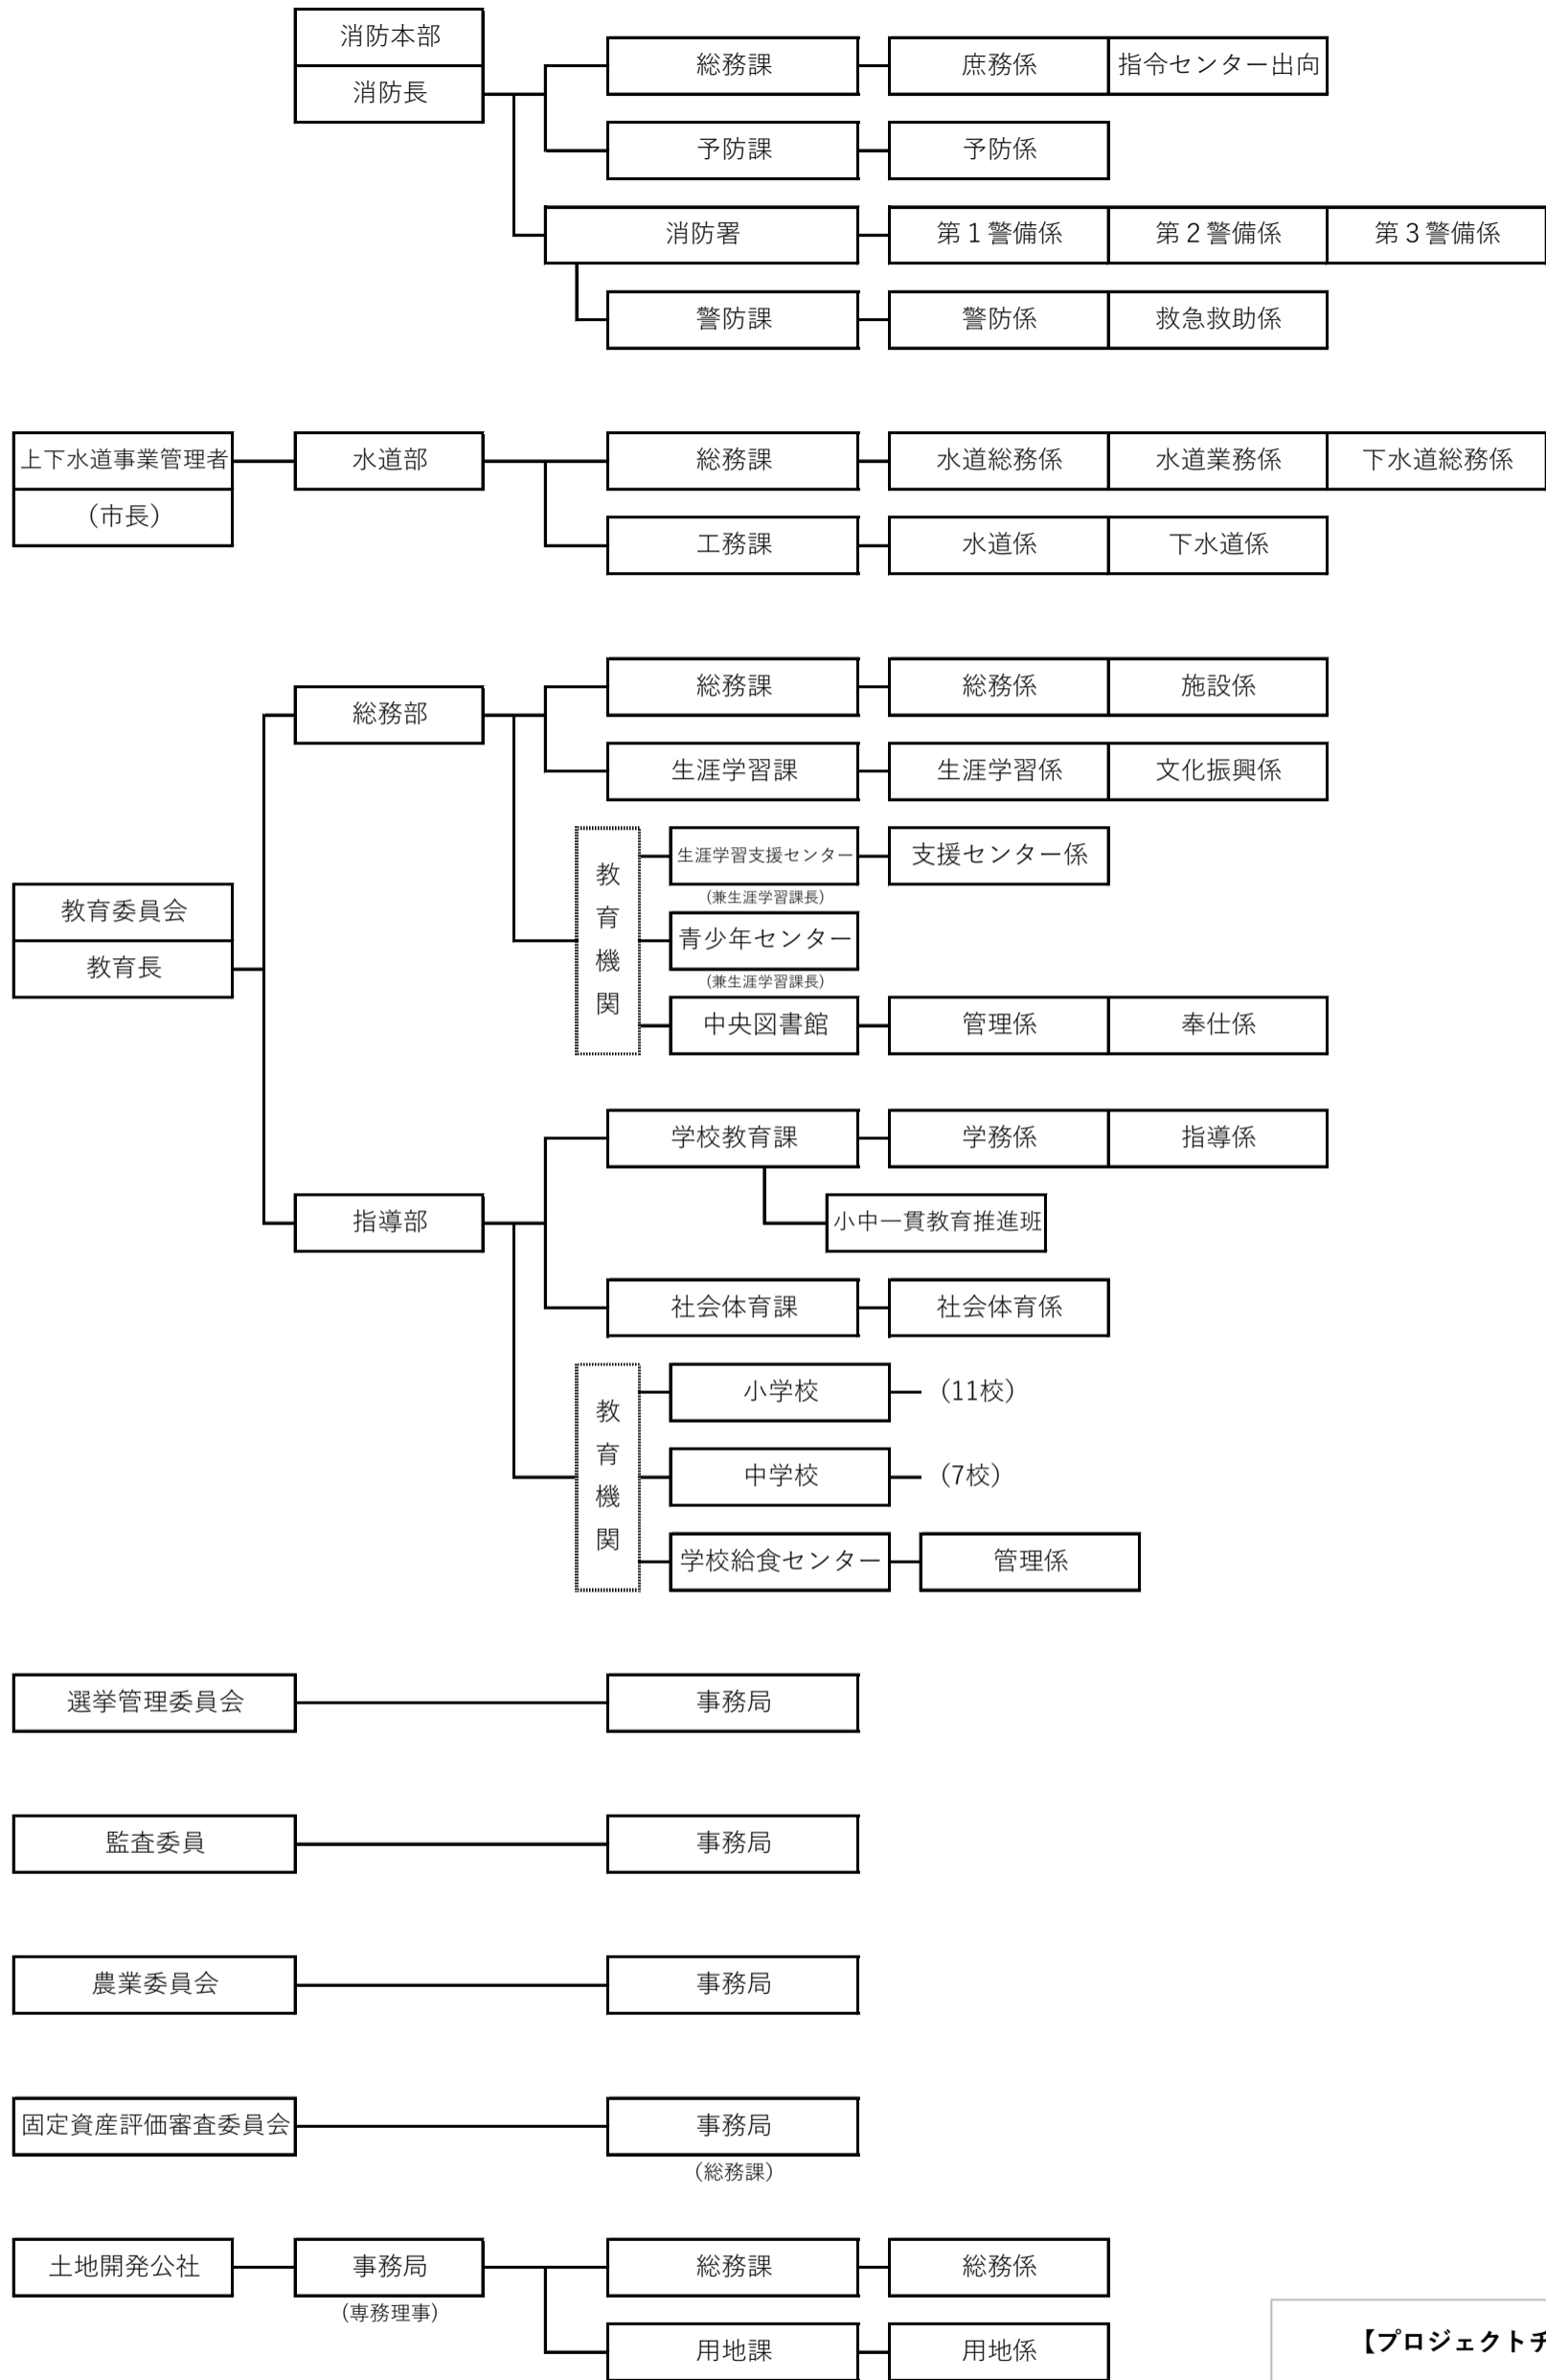 消防本部
消防長
総務課 庶務係 指令センター出向
予防課 予防係
消防署 第１警備係 第２警備係 第３警備係
警防課 警防係 救急救助係
上下水道事業管理者 水道部 総務課 水道総務係 水道業務係 下水道総務係
（市長）
工務課 水道係 下水道係
教育委員会
教育長
総務部
総務課 総務係 施設係
生涯学習課 生涯学習係 文化振興係
教育機関
生涯学習支援センター 支援センター係
（兼生涯学習課長）
青少年センター
（兼生涯学習課長）
中央図書館 管理係 奉仕係
指導部
学校教育課 学務係 指導係
小中一貫教育推進班
社会体育課 社会体育係
教育機関
小学校 （11校）
中学校 （7校）
学校給食センター 管理係
選挙管理委員会 事務局
監査委員 事務局
農業委員会 事務局
固定資産評価審査委員会 事務局
（総務課）
土地開発公社 事務局 総務課 総務係
（専務理事）
用地課 用地係
【プロジェクトチ